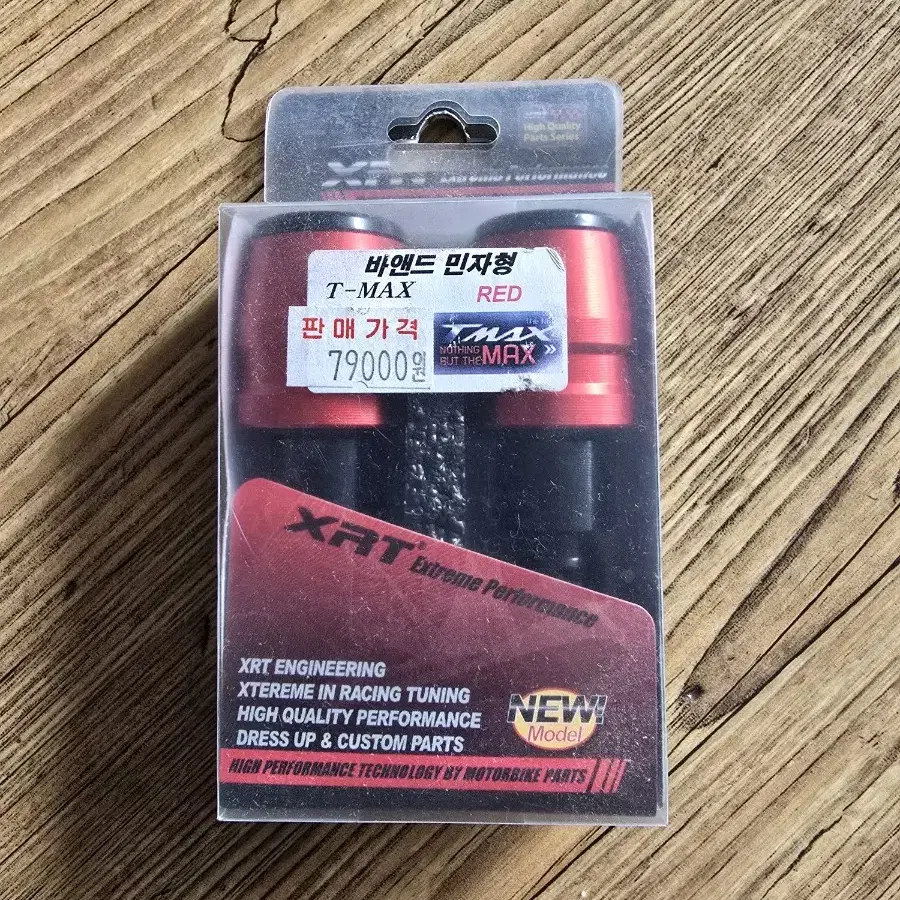 High Quality
Parts Series
XRT Extreme Performance
바앤드 민자형
T-MAX RED
판매가격
79000원
TMAX
NOTHING
BUT THE MAX
XRT® Extreme Performance
XRT ENGINEERING
XTEREME IN RACING TUNING
HIGH QUALITY PERFORMANCE
DRESS UP & CUSTOM PARTS
NEW!
Model
HIGH PERFORMANCE TECHNOLOGY BY MOTORBIKE PARTS